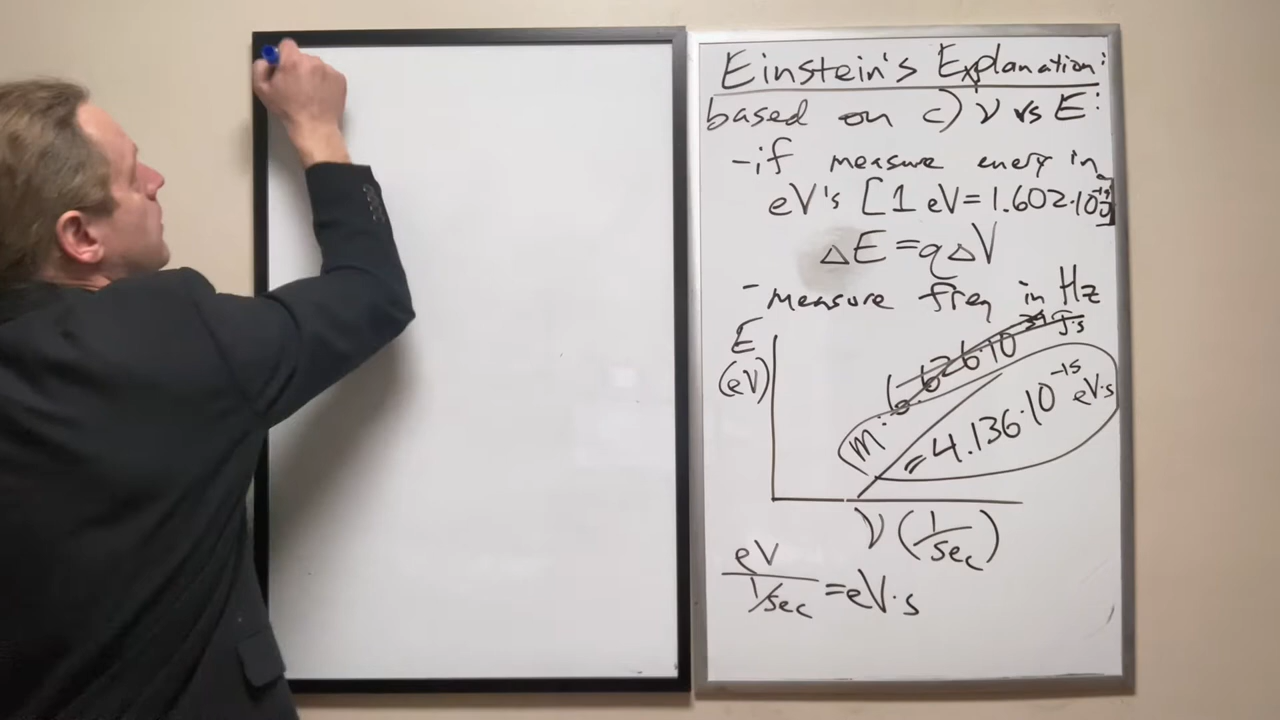 Einstein's Explanation:
based on c) ν vs E:
-if measure energy in
eV's [1 eV = 1.602·10⁻¹⁹ J]
ΔE = qΔV
- measure freq in Hz
E
(eV)
6.626·10⁻³⁴ J·s
m:
= 4.136·10⁻¹⁵ eV·s
ν (1/sec)
eV/(1/sec) = eV·s